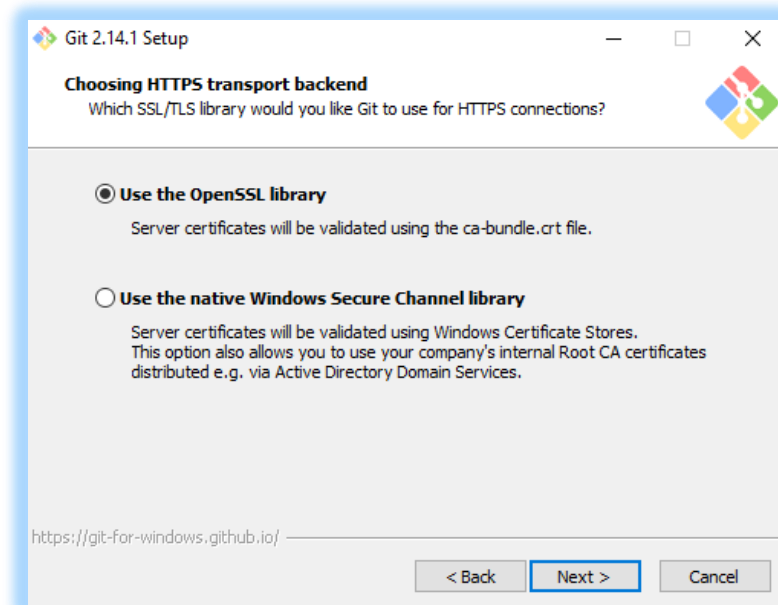 Git 2.14.1 Setup
Choosing HTTPS transport backend
Which SSL/TLS library would you like Git to use for HTTPS connections?
Use the OpenSSL library
Server certificates will be validated using the ca-bundle.crt file.
Use the native Windows Secure Channel library
Server certificates will be validated using Windows Certificate Stores.
This option also allows you to use your company's internal Root CA certificates
distributed e.g. via Active Directory Domain Services.
https://git-for-windows.github.io/
< Back Next > Cancel